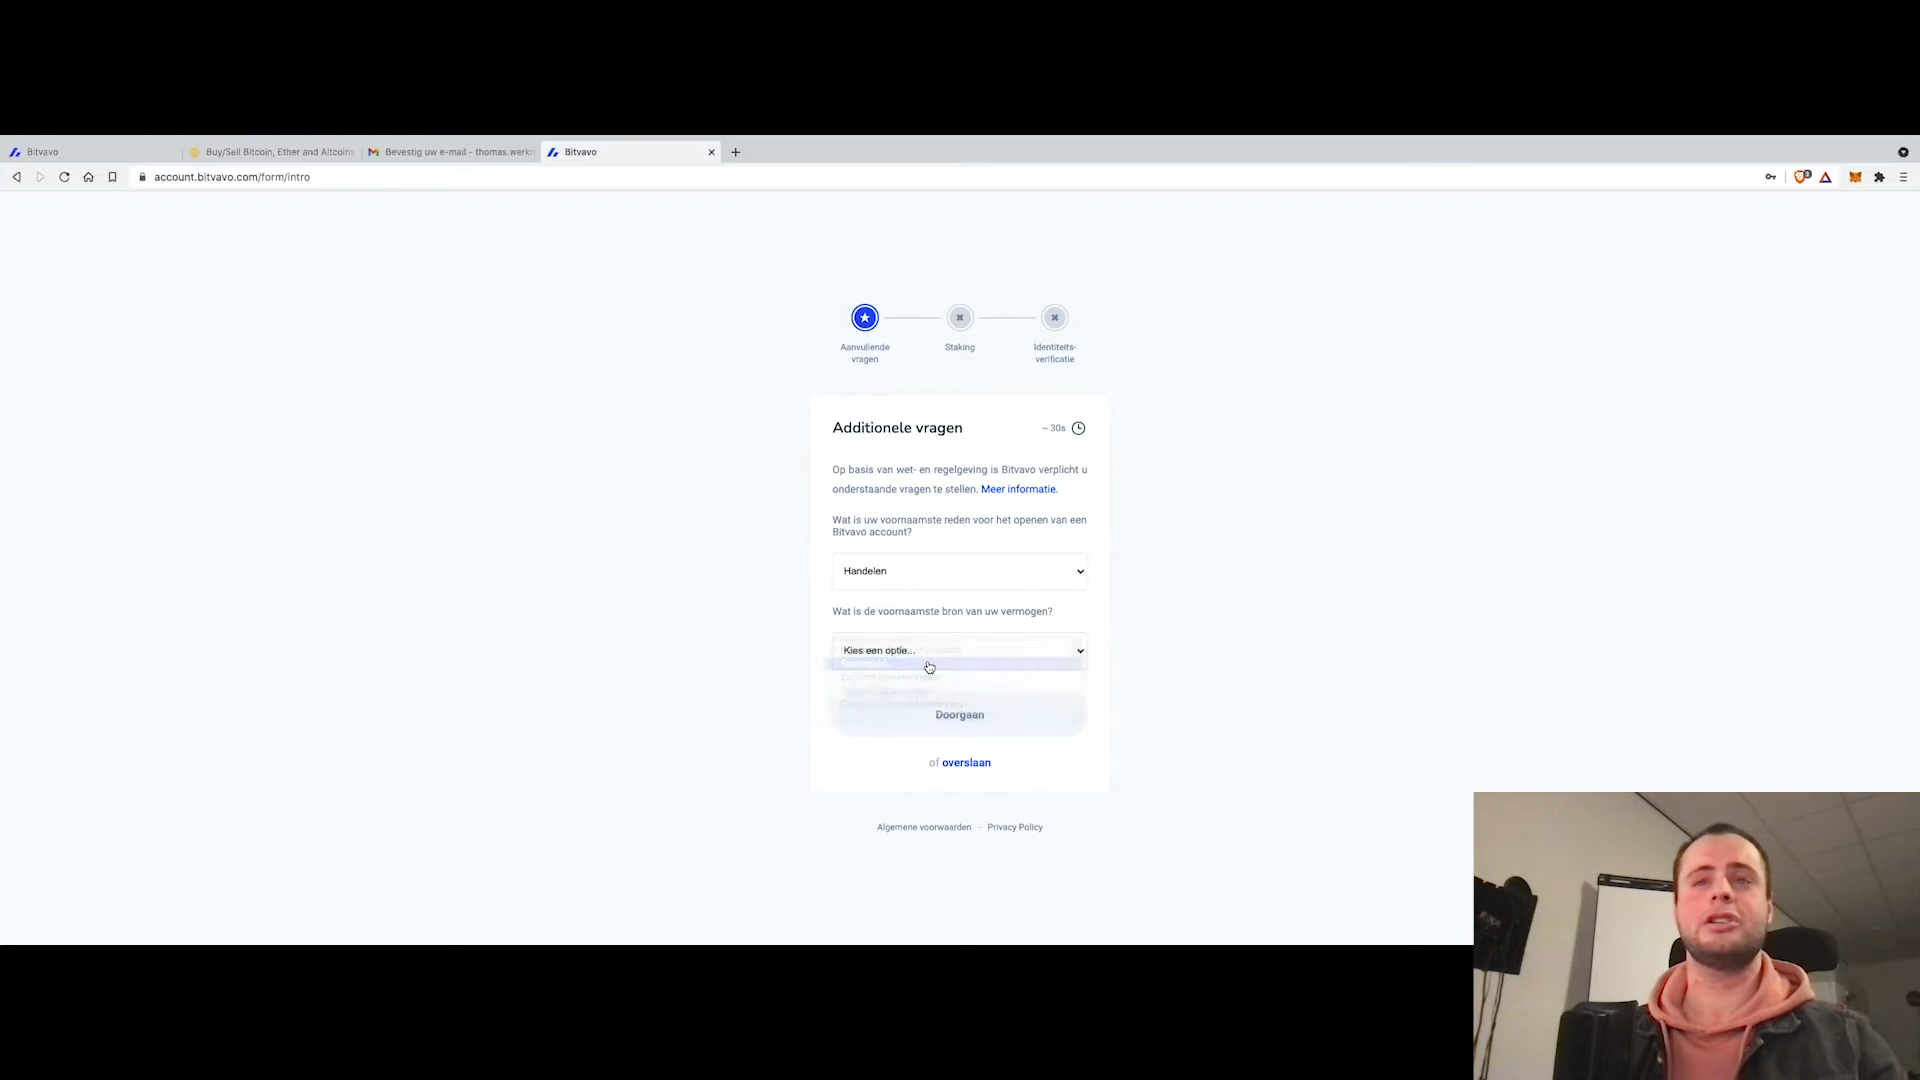 Bitvavo
Buy/Sell Bitcoin, Ether and Altcoins
Bevestig uw e-mail - thomas.werkn
Bitvavo
account.bitvavo.com/form/intro
Aanvullende
vragen
Staking
Identiteits-
verificatie
Additionele vragen
~ 30s
Op basis van wet- en regelgeving is Bitvavo verplicht u
onderstaande vragen te stellen. Meer informatie.
Wat is uw voornaamste reden voor het openen van een
Bitvavo account?
Handelen
Wat is de voornaamste bron van uw vermogen?
Kies een optie...
Doorgaan
of overslaan
Algemene voorwaarden - Privacy Policy